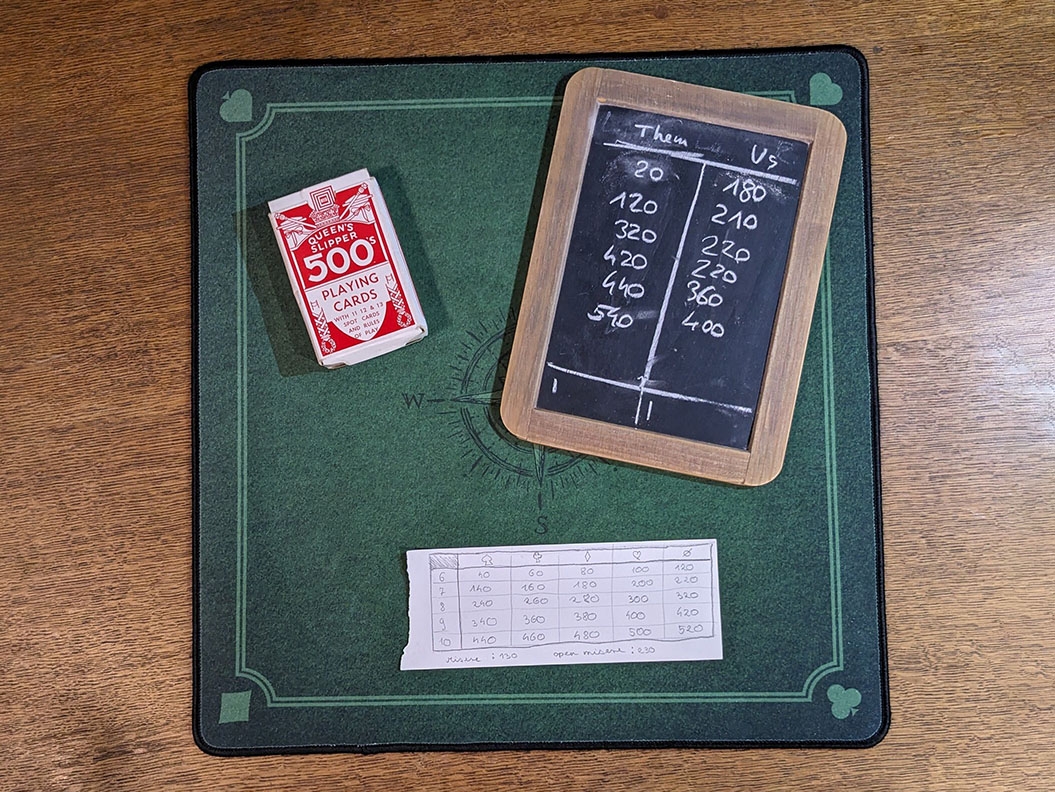 QUEEN'S
SLIPPER
500's
PLAYING
CARDS
WITH 11 12 & 13
SPOT CARDS
AND RULES
OF PLAY
Them Us
20 180
120 210
320 220
420 220
440 360
540 400
1 1
W
S
♠ ♣ ♢ ♡ Ø
6 40 60 80 100 120
7 140 160 180 200 220
8 240 260 280 300 320
9 340 360 380 400 420
10 440 460 480 500 520
Misere : 130 open misere : 230